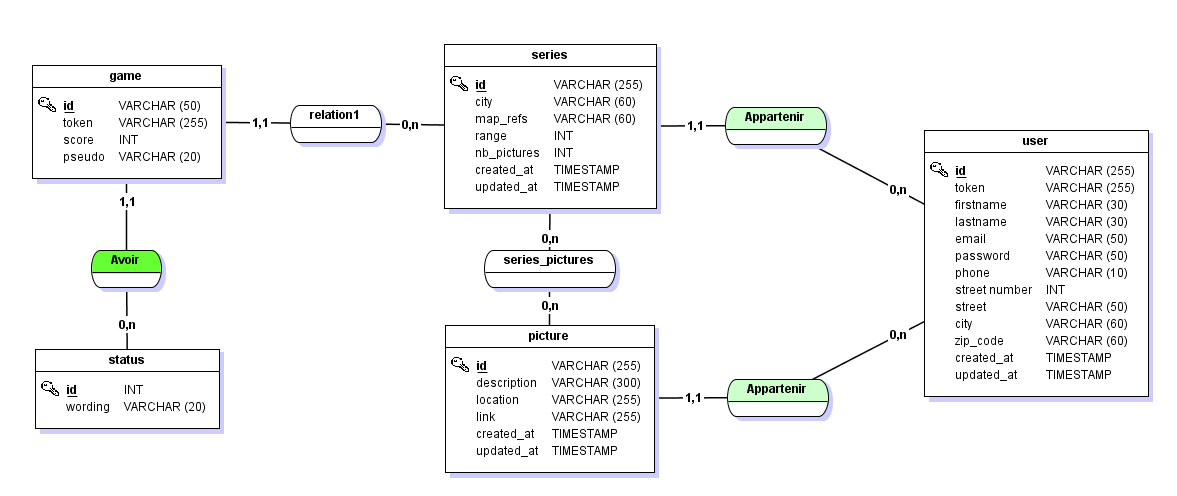 game
id VARCHAR (50)
token VARCHAR (255)
score INT
pseudo VARCHAR (20)
1,1
relation1
0,n
series
id VARCHAR (255)
city VARCHAR (60)
map_refs VARCHAR (60)
range INT
nb_pictures INT
created_at TIMESTAMP
updated_at TIMESTAMP
1,1
Appartenir
0,n
user
id VARCHAR (255)
token VARCHAR (255)
firstname VARCHAR (30)
lastname VARCHAR (30)
email VARCHAR (50)
password VARCHAR (50)
phone VARCHAR (10)
street number INT
street VARCHAR (50)
city VARCHAR (60)
zip_code VARCHAR (60)
created_at TIMESTAMP
updated_at TIMESTAMP
1,1
Avoir
0,n
status
id INT
wording VARCHAR (20)
0,n
series_pictures
0,n
picture
id VARCHAR (255)
description VARCHAR (300)
location VARCHAR (255)
link VARCHAR (255)
created_at TIMESTAMP
updated_at TIMESTAMP
1,1
Appartenir
0,n